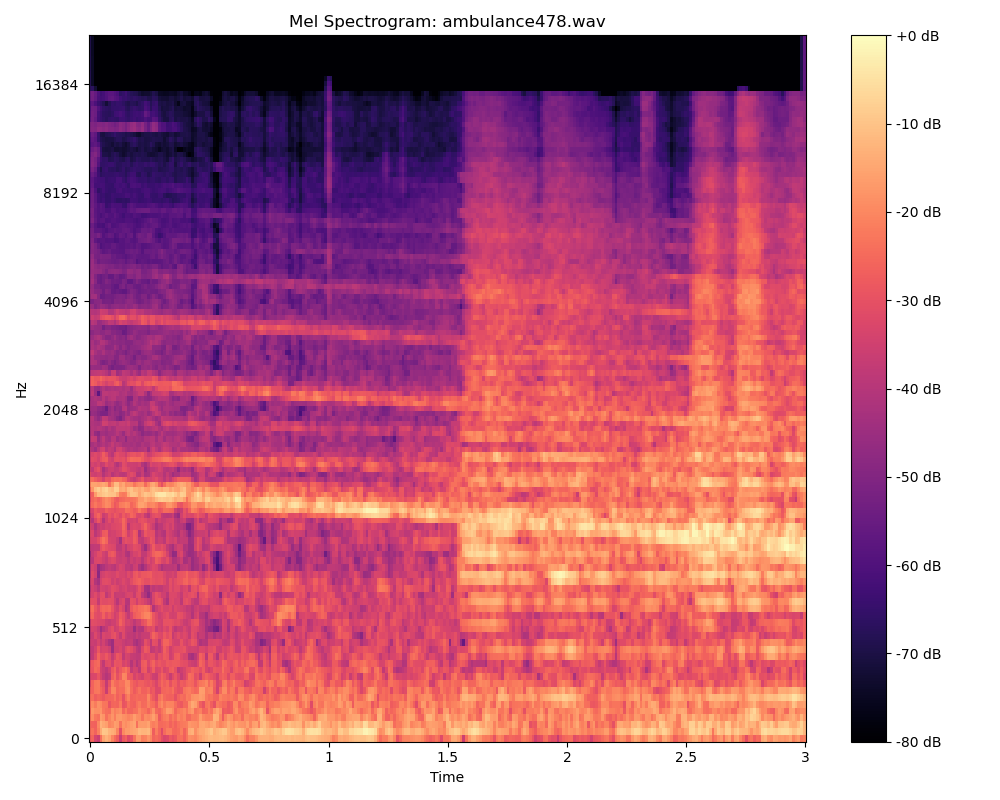 Mel Spectrogram: ambulance478.wav
16384
8192
4096
2048
1024
512
0
Hz
0
0.5
1
1.5
2
2.5
3
Time
+0 dB
-10 dB
-20 dB
-30 dB
-40 dB
-50 dB
-60 dB
-70 dB
-80 dB